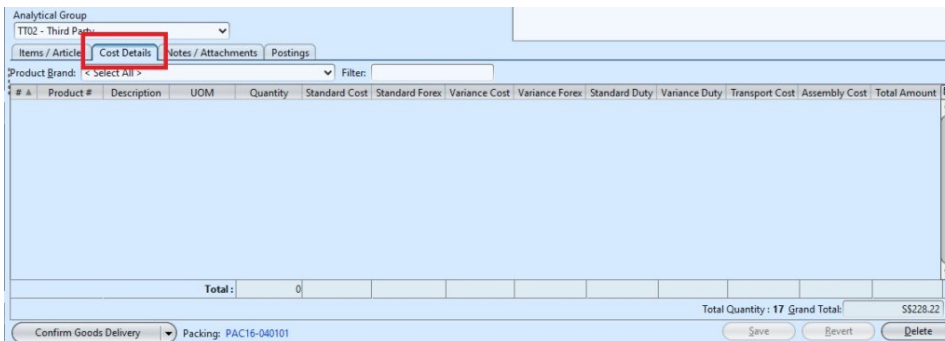 Analytical Group
TT02 - Third Party
Items / Article Cost Details Notes / Attachments Postings
Product Brand: < Select All > Filter:
# Product # Description UOM Quantity Standard Cost Standard Forex Variance Cost Variance Forex Standard Duty Variance Duty Transport Cost Assembly Cost Total Amount
Total : 0
Total Quantity : 17 Grand Total: S$228.22
Confirm Goods Delivery Packing: PAC16-040101 Save Revert Delete